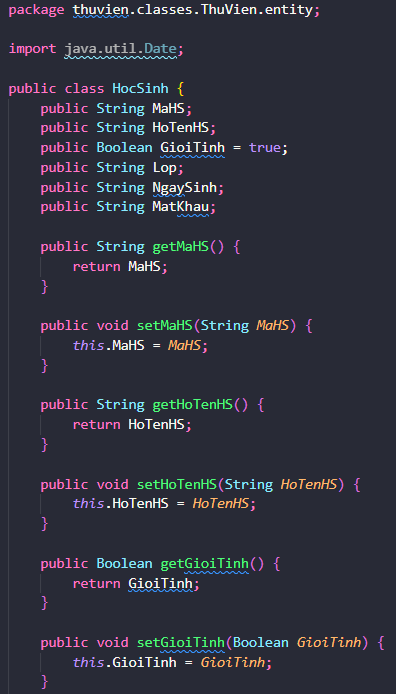 package thuvien.classes.ThuVien.entity;
import java.util.Date;
public class HocSinh {
public String MaHS;
public String HoTenHS;
public Boolean GioiTinh = true;
public String Lop;
public String NgaySinh;
public String MatKhau;
public String getMaHS() {
return MaHS;
}
public void setMaHS(String MaHS) {
this.MaHS = MaHS;
}
public String getHoTenHS() {
return HoTenHS;
}
public void setHoTenHS(String HoTenHS) {
this.HoTenHS = HoTenHS;
}
public Boolean getGioiTinh() {
return GioiTinh;
}
public void setGioiTinh(Boolean GioiTinh) {
this.GioiTinh = GioiTinh;
}